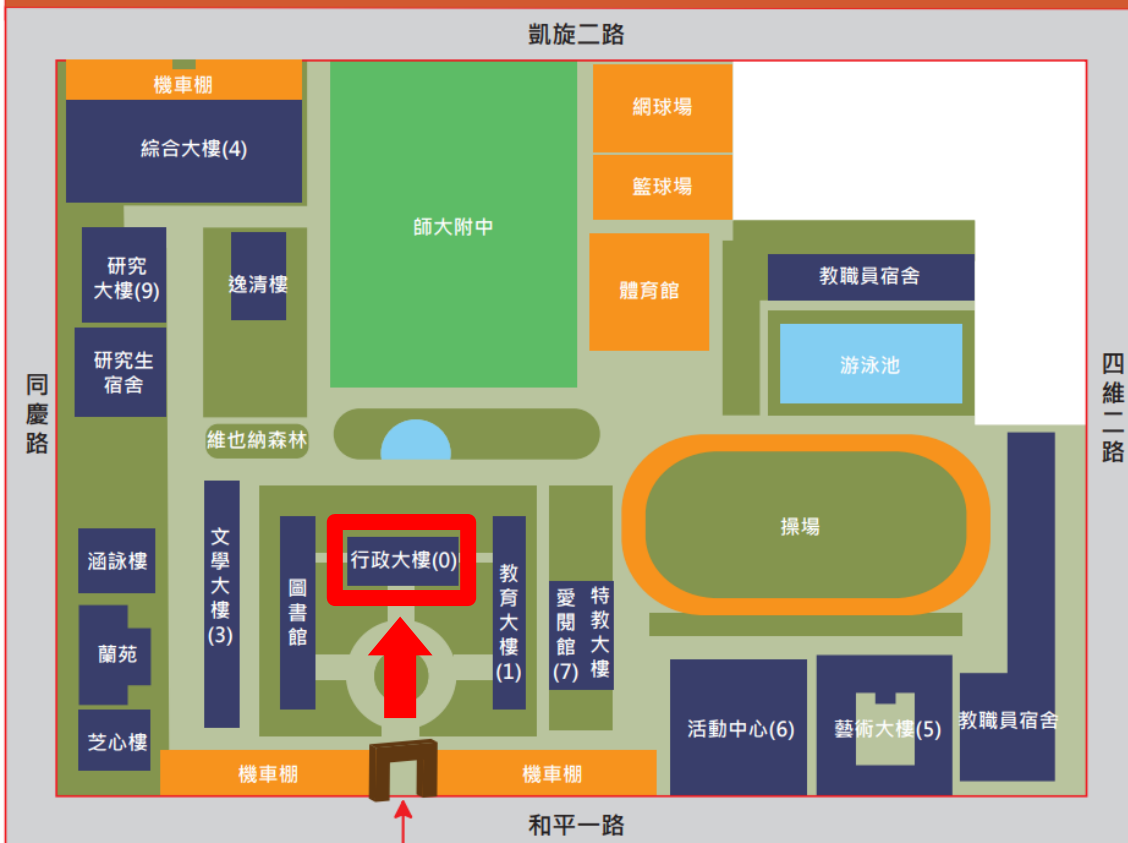 凱旋二路
機車棚
綜合大樓(4)
師大附中
網球場
籃球場
研究
大樓(9)
逸清樓
體育館
教職員宿舍
研究生
宿舍
游泳池
同慶路
四維二路
維也納森林
操場
涵詠樓
文學大樓(3)
圖書館
行政大樓(0)
教育大樓(1)
愛閱館(7)
特教大樓
蘭苑
芝心樓
活動中心(6)
藝術大樓(5)
教職員宿舍
機車棚
機車棚
和平一路